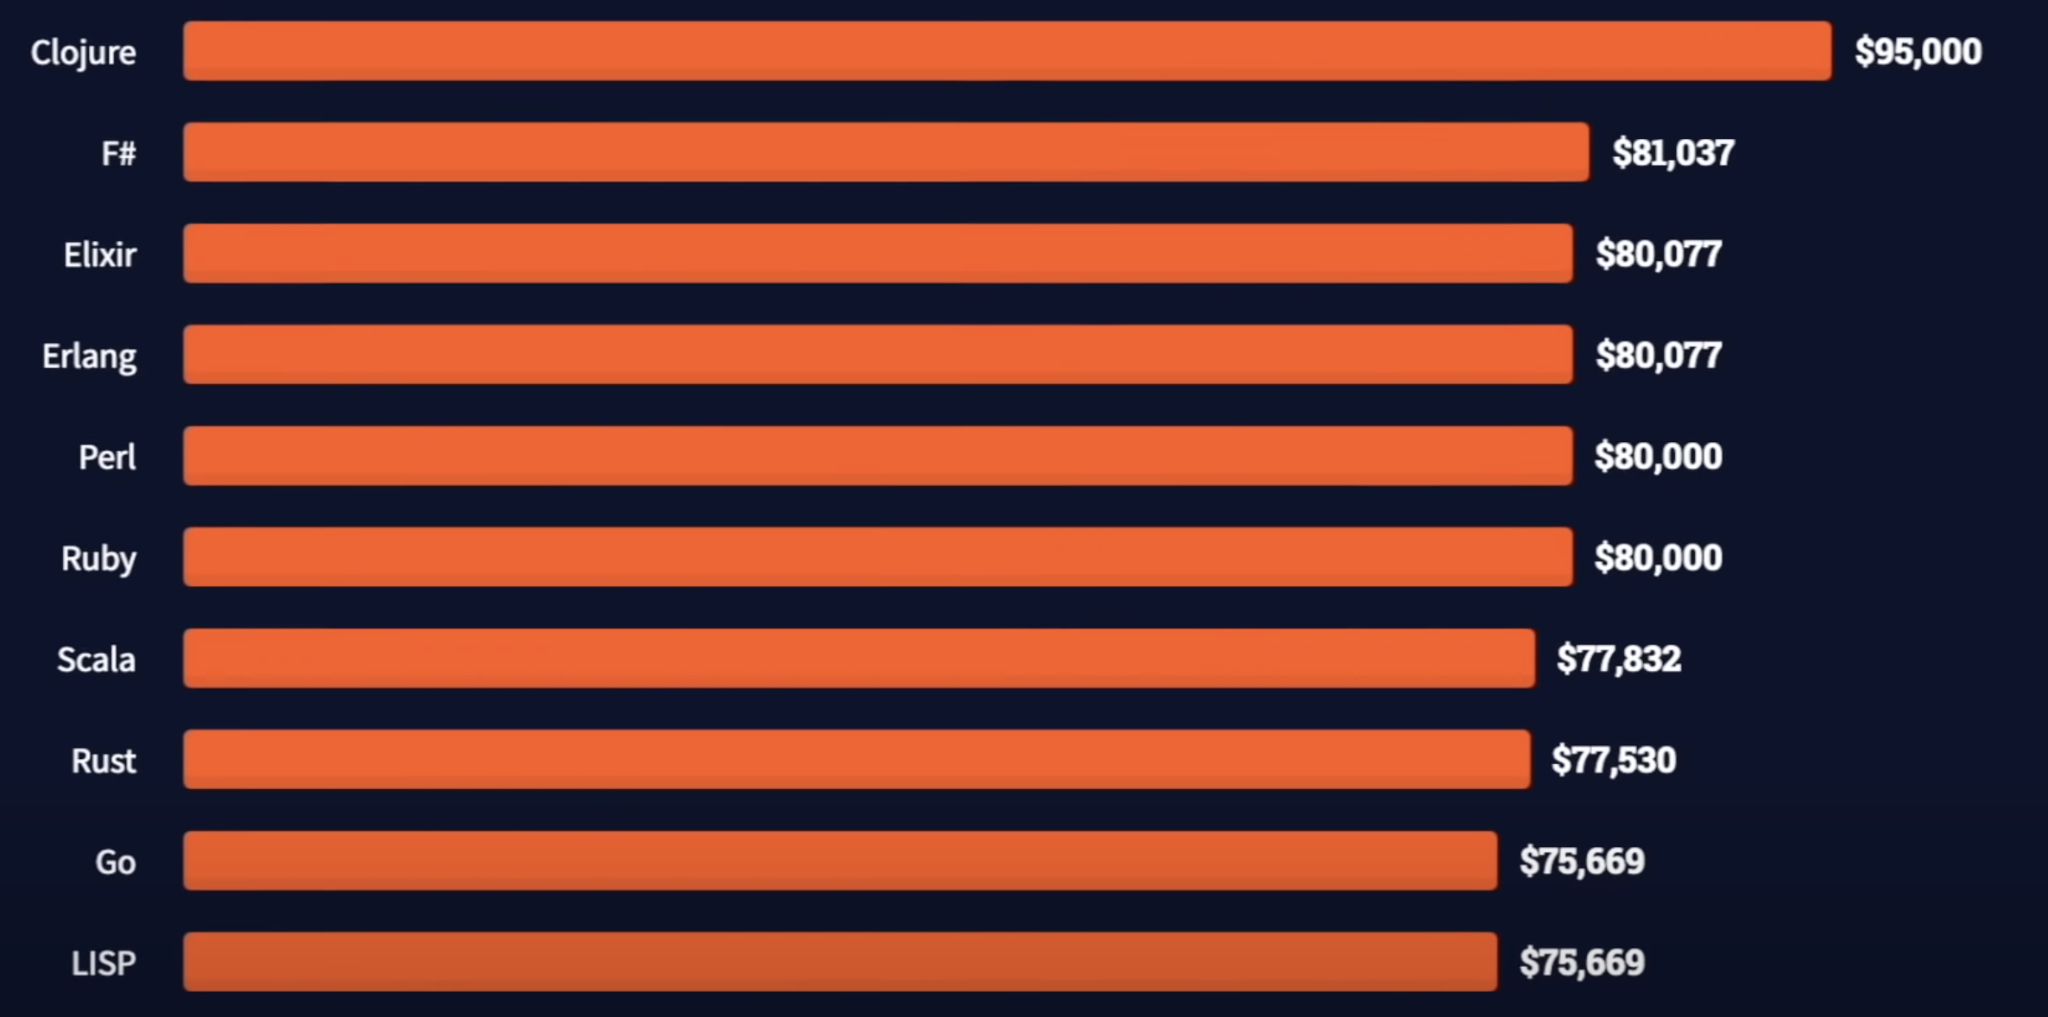 Clojure $95,000
F# $81,037
Elixir $80,077
Erlang $80,077
Perl $80,000
Ruby $80,000
Scala $77,832
Rust $77,530
Go $75,669
LISP $75,669